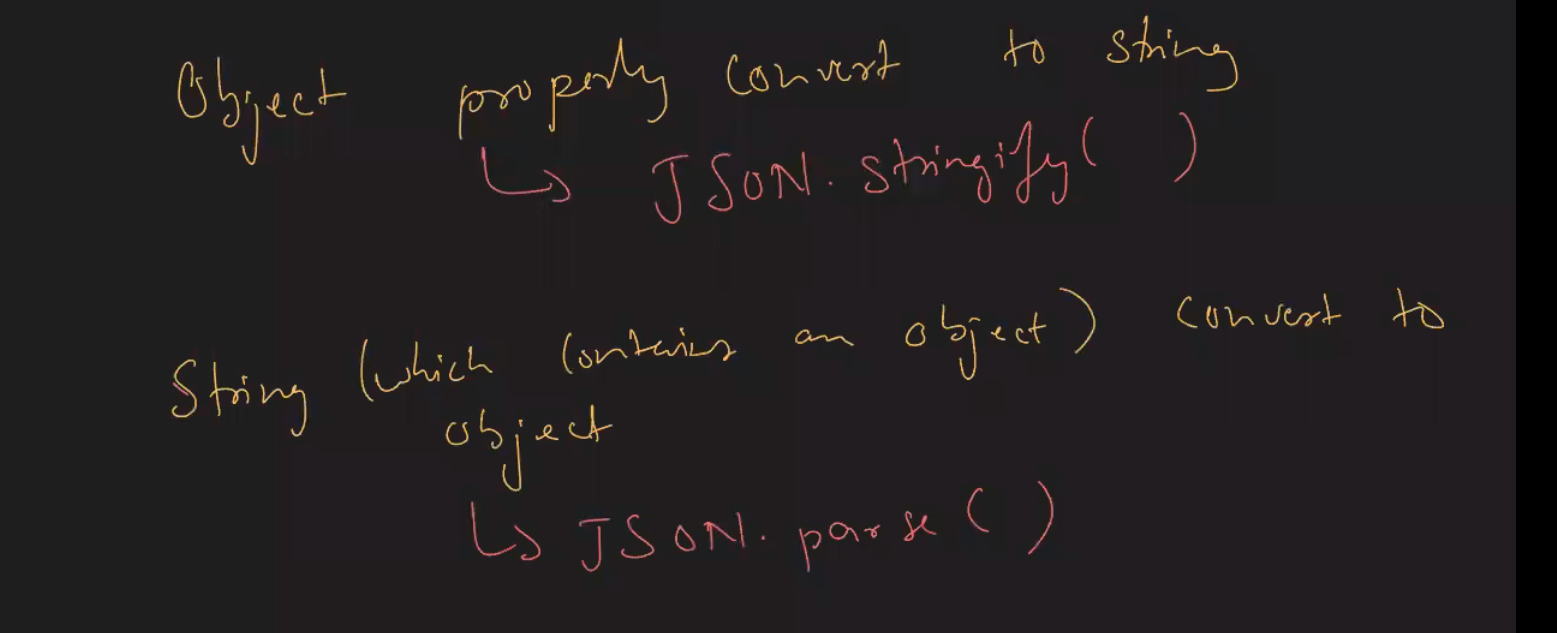 Object properly convert to string
↳ JSON.stringify( )
String (which contains an object) convert to
object
↳ JSON.parse( )